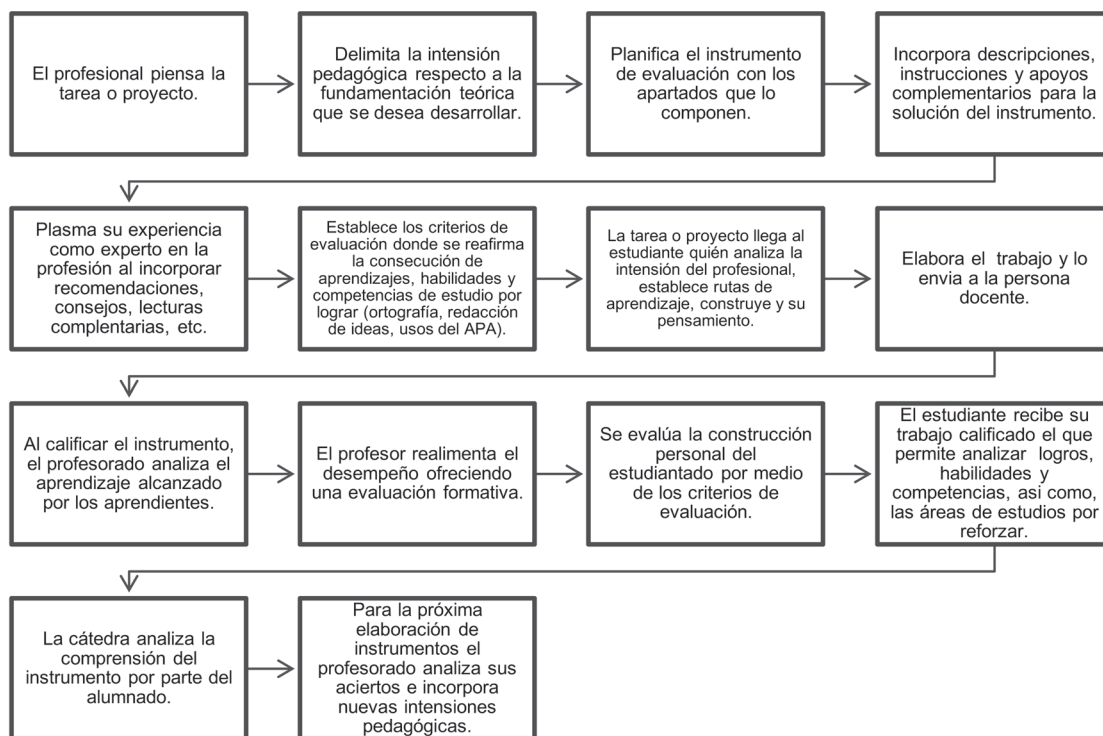 El profesional piensa la
tarea o proyecto.
Delimita la intensión
pedagógica respecto a la
fundamentación teórica
que se desea desarrollar.
Planifica el instrumento
de evaluación con los
apartados que lo
componen.
Incorpora descripciones,
instrucciones y apoyos
complementarios para la
solución del instrumento.
Plasma su experiencia
como experto en la
profesión al incorporar
recomendaciones,
consejos, lecturas
complentarias, etc.
Establece los criterios de
evaluación donde se reafirma
la consecución de
aprendizajes, habilidades y
competencias de estudio por
lograr (ortografía, redacción
de ideas, usos del APA).
La tarea o proyecto llega al
estudiante quién analiza la
intensión del profesional,
establece rutas de
aprendizaje, construye y su
pensamiento.
Elabora el trabajo y lo
envia a la persona
docente.
Al calificar el instrumento,
el profesorado analiza el
aprendizaje alcanzado
por los aprendientes.
El profesor realimenta el
desempeño ofreciendo
una evaluación formativa.
Se evalúa la construcción
personal del
estudiantado por medio
de los criterios de
evaluación.
El estudiante recibe su
trabajo calificado el que
permite analizar logros,
habilidades y
competencias, asi como,
las áreas de estudios por
reforzar.
La cátedra analiza la
comprensión del
instrumento por parte del
alumnado.
Para la próxima
elaboración de
instrumentos el
profesorado analiza sus
aciertos e incorpora
nuevas intensiones
pedagógicas.